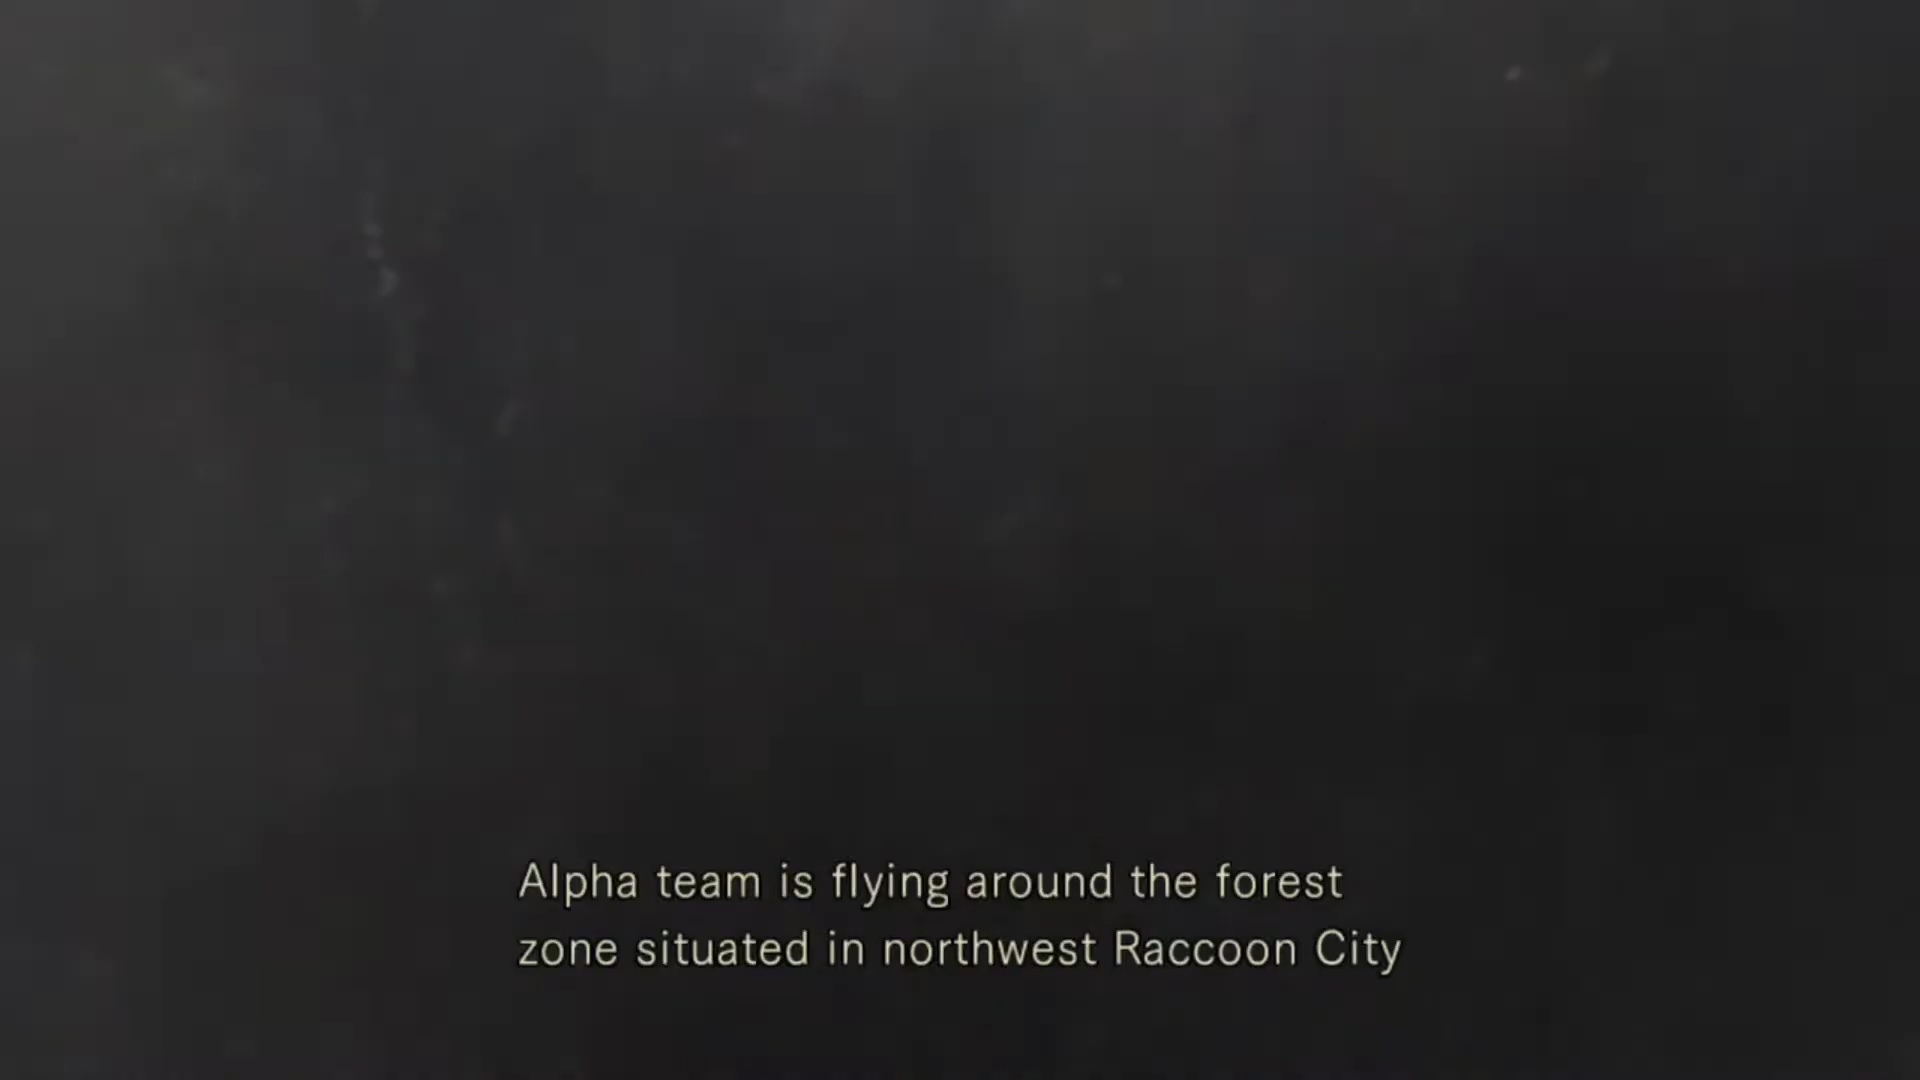 Alpha team is flying around the forest
zone situated in northwest Raccoon City